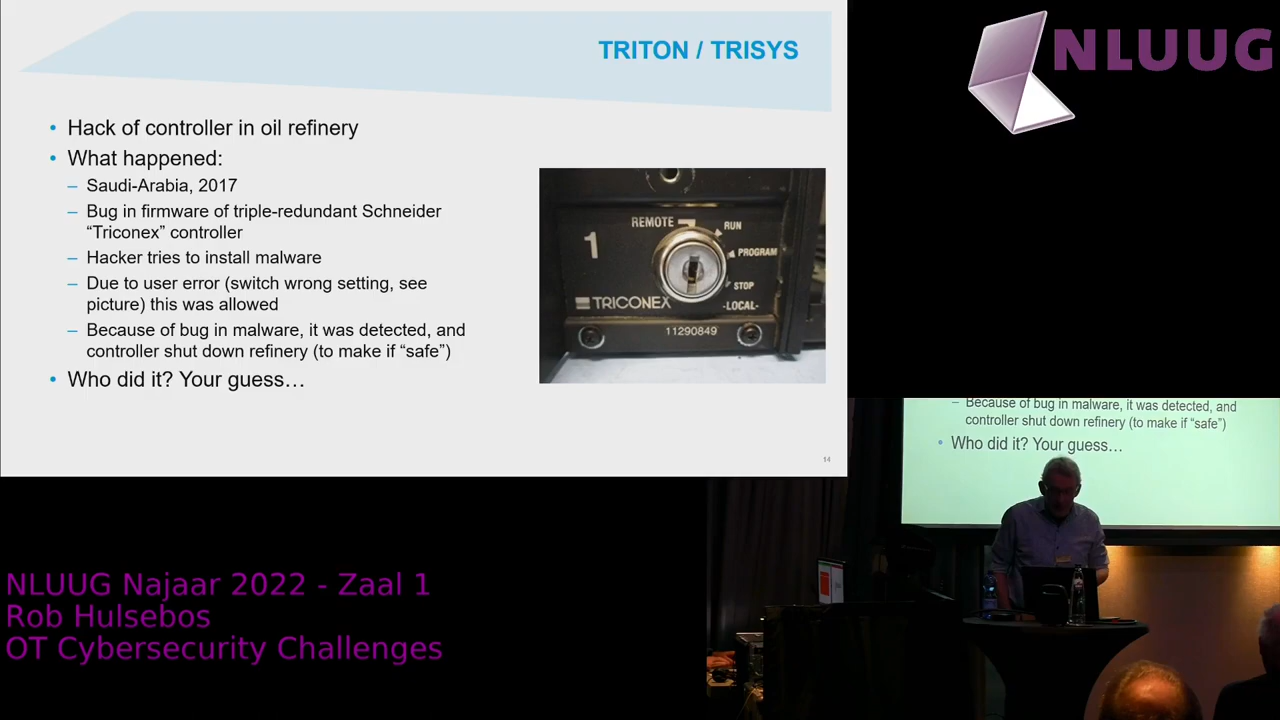 TRITON / TRISYS
• Hack of controller in oil refinery
• What happened:
– Saudi-Arabia, 2017
– Bug in firmware of triple-redundant Schneider
“Triconex” controller
– Hacker tries to install malware
– Due to user error (switch wrong setting, see
picture) this was allowed
– Because of bug in malware, it was detected, and
controller shut down refinery (to make if “safe”)
• Who did it? Your guess…
REMOTE
RUN
1
PROGRAM
STOP
TRICONEX
-LOCAL-
11290849
14
NLUUG
– Because of bug in malware, it was detected, and
controller shut down refinery (to make if “safe”)
• Who did it? Your guess…
NLUUG Najaar 2022 - Zaal 1
Rob Hulsebos
OT Cybersecurity Challenges